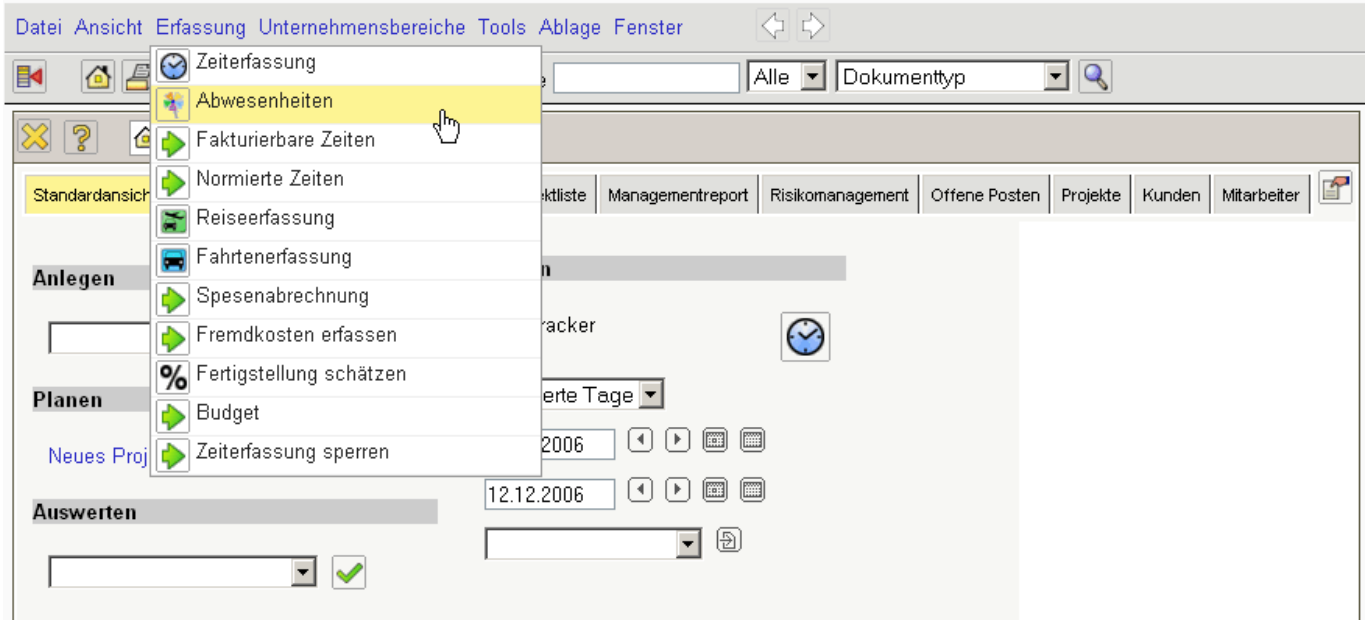 Datei Ansicht Erfassung Unternehmensbereiche Tools Ablage Fenster
Alle Dokumenttyp
Zeiterfassung
Abwesenheiten
Fakturierbare Zeiten
Normierte Zeiten
Reiseerfassung
Fahrtenerfassung
Spesenabrechnung
Fremdkosten erfassen
% Fertigstellung schätzen
Budget
Zeiterfassung sperren
Standardansich ektliste Managementreport Risikomanagement Offene Posten Projekte Kunden Mitarbeiter
Anlegen n
racker
Planen
erte Tage
Neues Proj 2006
12.12.2006
Auswerten